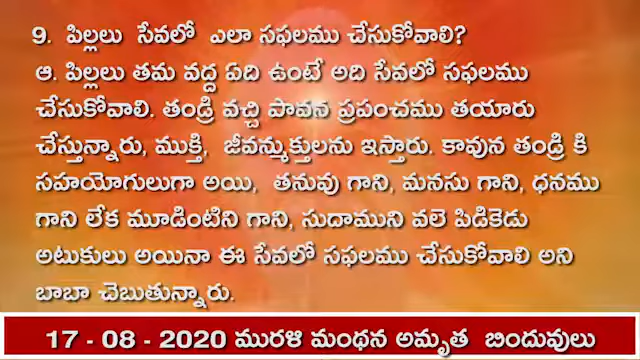 9.  పిల్లలు  సేవలో  ఎలా సఫలము చేసుకోవాలి?
ఆ. పిల్లలు తమ వద్ద ఏది ఉంటే అది సేవలో సఫలము
చేసుకోవాలి. తండ్రి వచ్చి పావన ప్రపంచము తయారు
చేస్తున్నారు, ముక్తి,  జీవన్ముక్తులను ఇస్తారు. కావున తండ్రి కి
సహయోగులుగా అయి,  తనువు గాని, మనసు గాని, ధనము
గాని లేక మూడింటిని గాని, సుదాముని వలె పిడికెడు
అటుకులు అయినా ఈ సేవలో సఫలము చేసుకోవాలి అని
బాబా చెబుతున్నారు.
17 - 08 - 2020 మురళి మంథన అమృత  బిందువులు